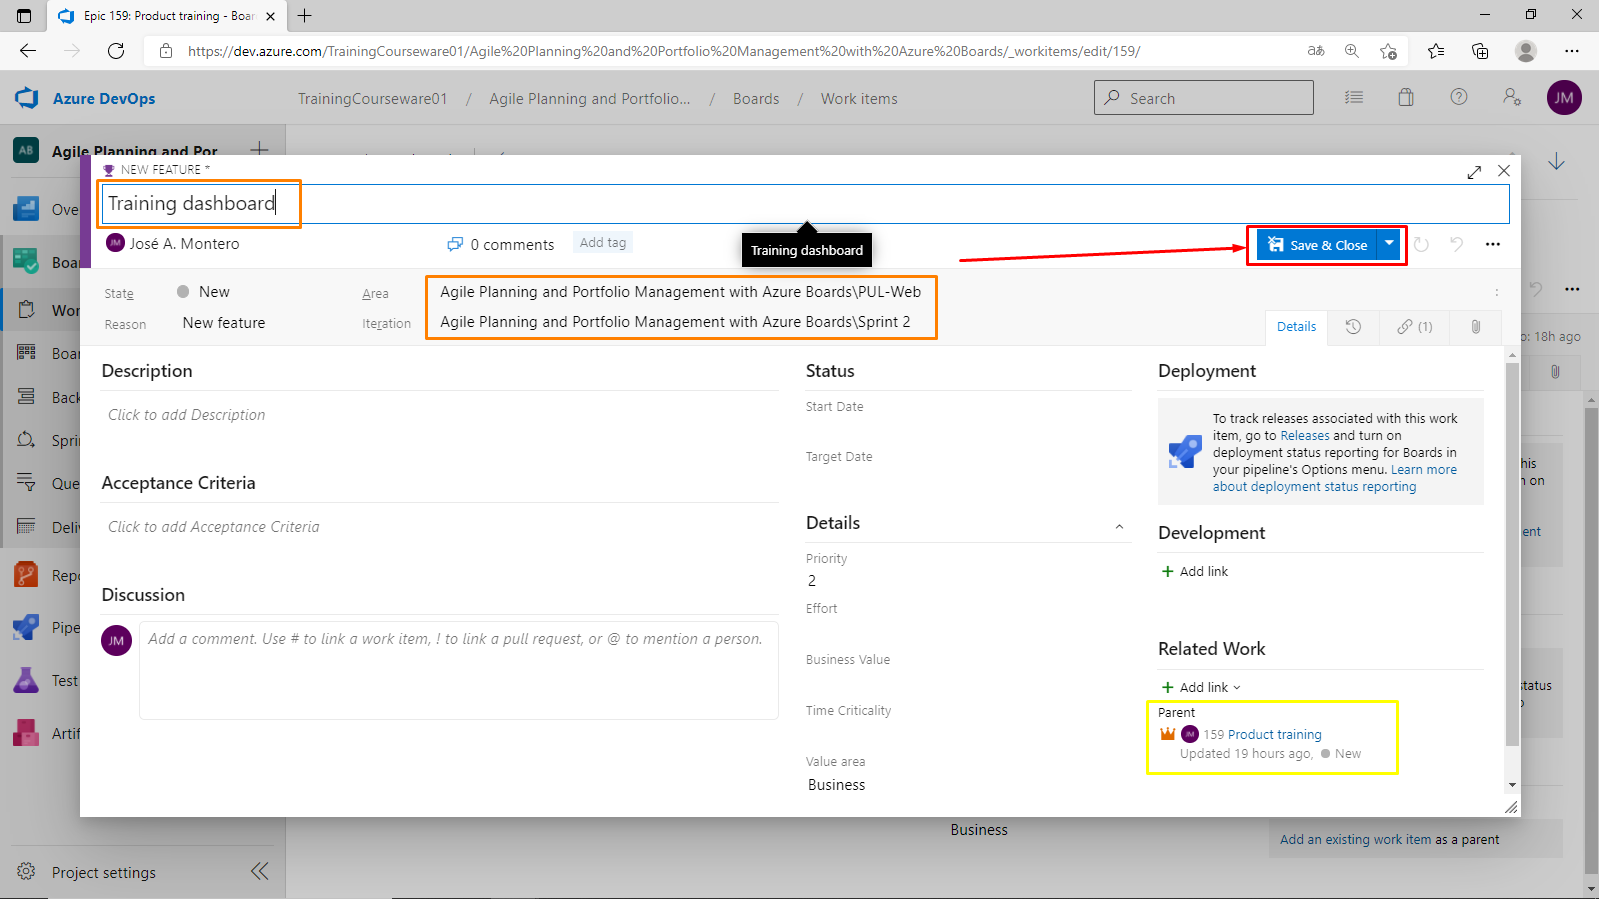 Epic 159: Product training - Boar
https://dev.azure.com/TrainingCourseware01/Agile%20Planning%20and%20Portfolio%20Management%20with%20Azure%20Boards/_workitems/edit/159/
Azure DevOps
TrainingCourseware01 / Agile Planning and Portfolio... / Boards / Work items
Search
JM
AB
Agile Planning and Por
Ove
Boar
Wor
Boar
Back
Sprin
Que
Deliv
Repo
Pipe
Test
Artif
Project settings
NEW FEATURE *
Training dashboard
JM José A. Montero
0 comments
Add tag
Training dashboard
Save & Close
State
New
Area
Agile Planning and Portfolio Management with Azure Boards\PUL-Web
Reason
New feature
Iteration
Agile Planning and Portfolio Management with Azure Boards\Sprint 2
Details
(1)
o: 18h ago
Description
Click to add Description
Acceptance Criteria
Click to add Acceptance Criteria
Discussion
JM
Add a comment. Use # to link a work item, ! to link a pull request, or @ to mention a person.
Status
Start Date
Target Date
Details
Priority
2
Effort
Business Value
Time Criticality
Value area
Business
Deployment
To track releases associated with this work
item, go to Releases and turn on
deployment status reporting for Boards in
your pipeline's Options menu. Learn more
about deployment status reporting
Development
Add link
Related Work
Add link
Parent
JM 159 Product training
Updated 19 hours ago, New
his
n on
ent
status
Business
Add an existing work item as a parent